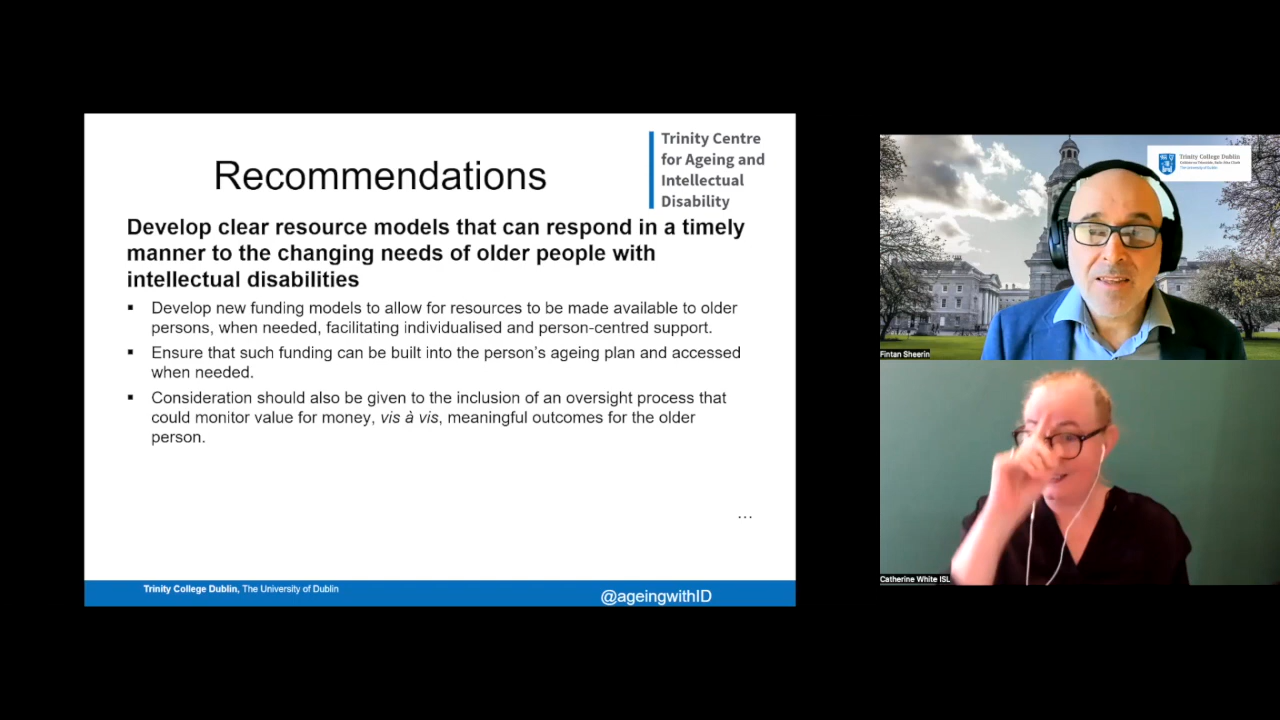 Recommendations
Trinity Centre
for Ageing and
Intellectual
Disability
Develop clear resource models that can respond in a timely
manner to the changing needs of older people with
intellectual disabilities
▪ Develop new funding models to allow for resources to be made available to older
persons, when needed, facilitating individualised and person-centred support.
▪ Ensure that such funding can be built into the person’s ageing plan and accessed
when needed.
▪ Consideration should also be given to the inclusion of an oversight process that
could monitor value for money, vis à vis, meaningful outcomes for the older
person.
…
Trinity College Dublin, The University of Dublin
@ageingwithID
Trinity College Dublin
The University of Dublin
Fintan Sheerin
Catherine White ISL